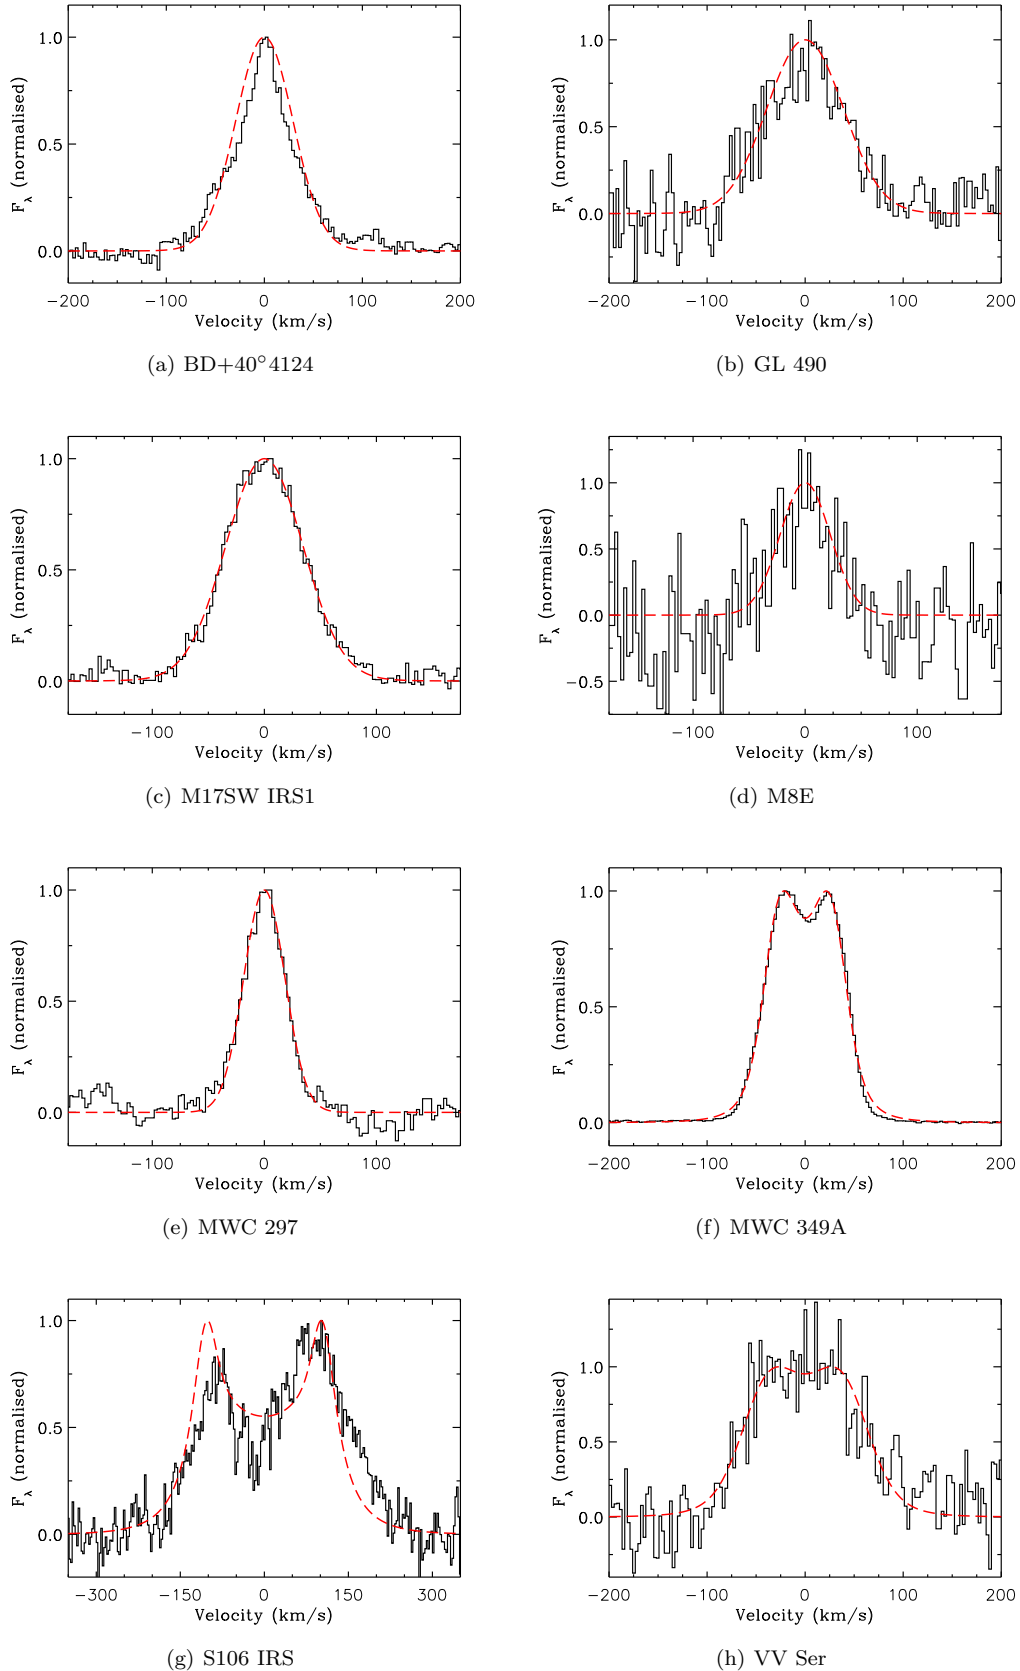 1.0
0.5
0.0
F_λ (normalised)
−200 −100 0 100 200
Velocity (km/s)
(a) BD+40°4124
1.0
0.5
0.0
F_λ (normalised)
−200 −100 0 100 200
Velocity (km/s)
(b) GL 490
1.0
0.5
0.0
F_λ (normalised)
−100 0 100
Velocity (km/s)
(c) M17SW IRS1
1.0
0.5
0.0
−0.5
F_λ (normalised)
−100 0 100
Velocity (km/s)
(d) M8E
1.0
0.5
0.0
F_λ (normalised)
−100 0 100
Velocity (km/s)
(e) MWC 297
1.0
0.5
0.0
F_λ (normalised)
−200 −100 0 100 200
Velocity (km/s)
(f) MWC 349A
1.0
0.5
0.0
F_λ (normalised)
−300 −150 0 150 300
Velocity (km/s)
(g) S106 IRS
1.0
0.5
0.0
F_λ (normalised)
−200 −100 0 100 200
Velocity (km/s)
(h) VV Ser